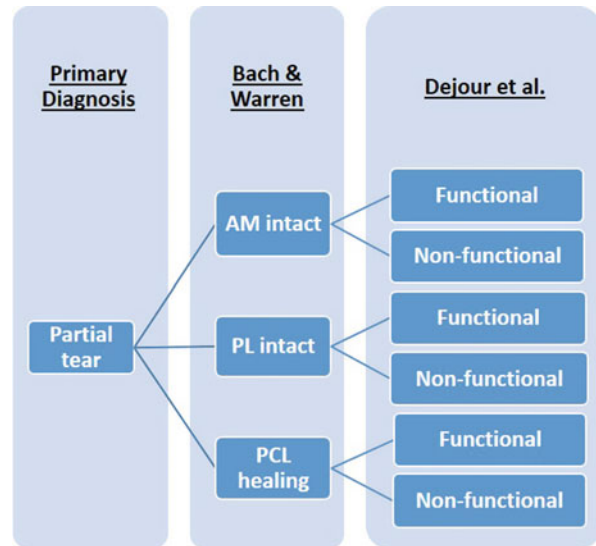 Primary
Diagnosis
Bach &
Warren
Dejour et al.
Partial
tear
AM intact
PL intact
PCL
healing
Functional
Non-functional
Functional
Non-functional
Functional
Non-functional